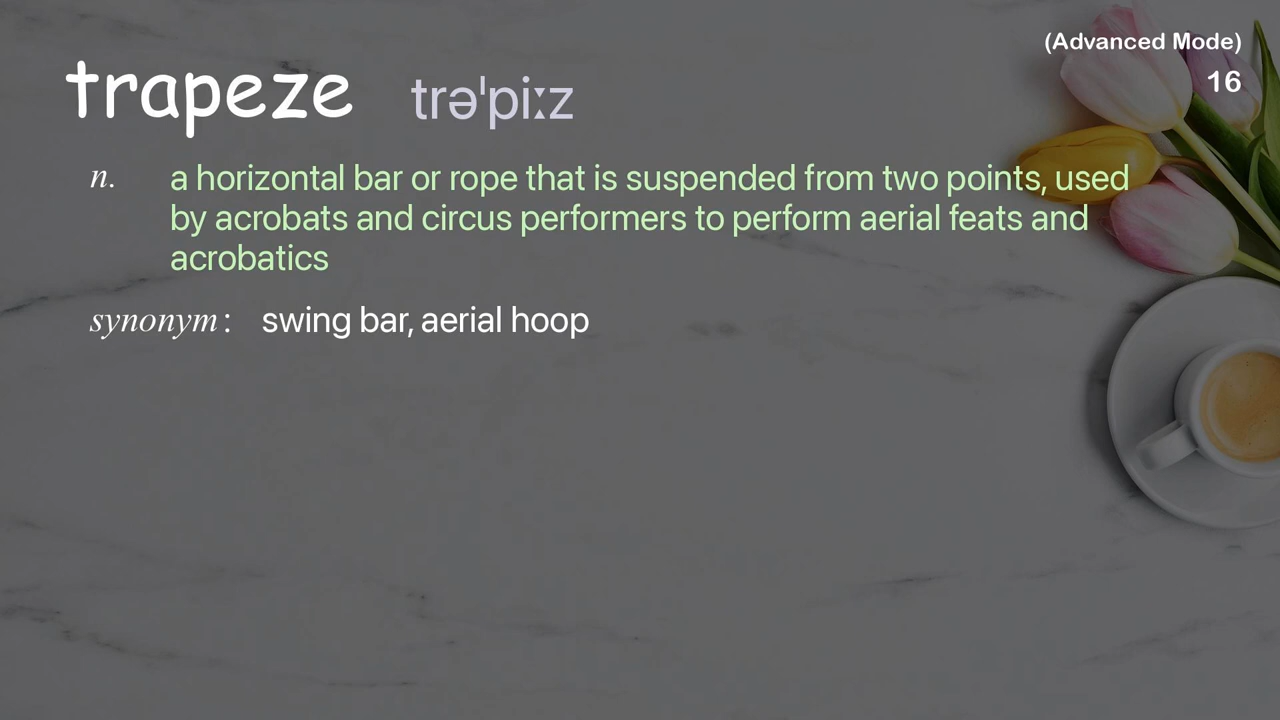 (Advanced Mode)
16
trapeze trəˈpiːz
n. a horizontal bar or rope that is suspended from two points, used
by acrobats and circus performers to perform aerial feats and
acrobatics
synonym : swing bar, aerial hoop